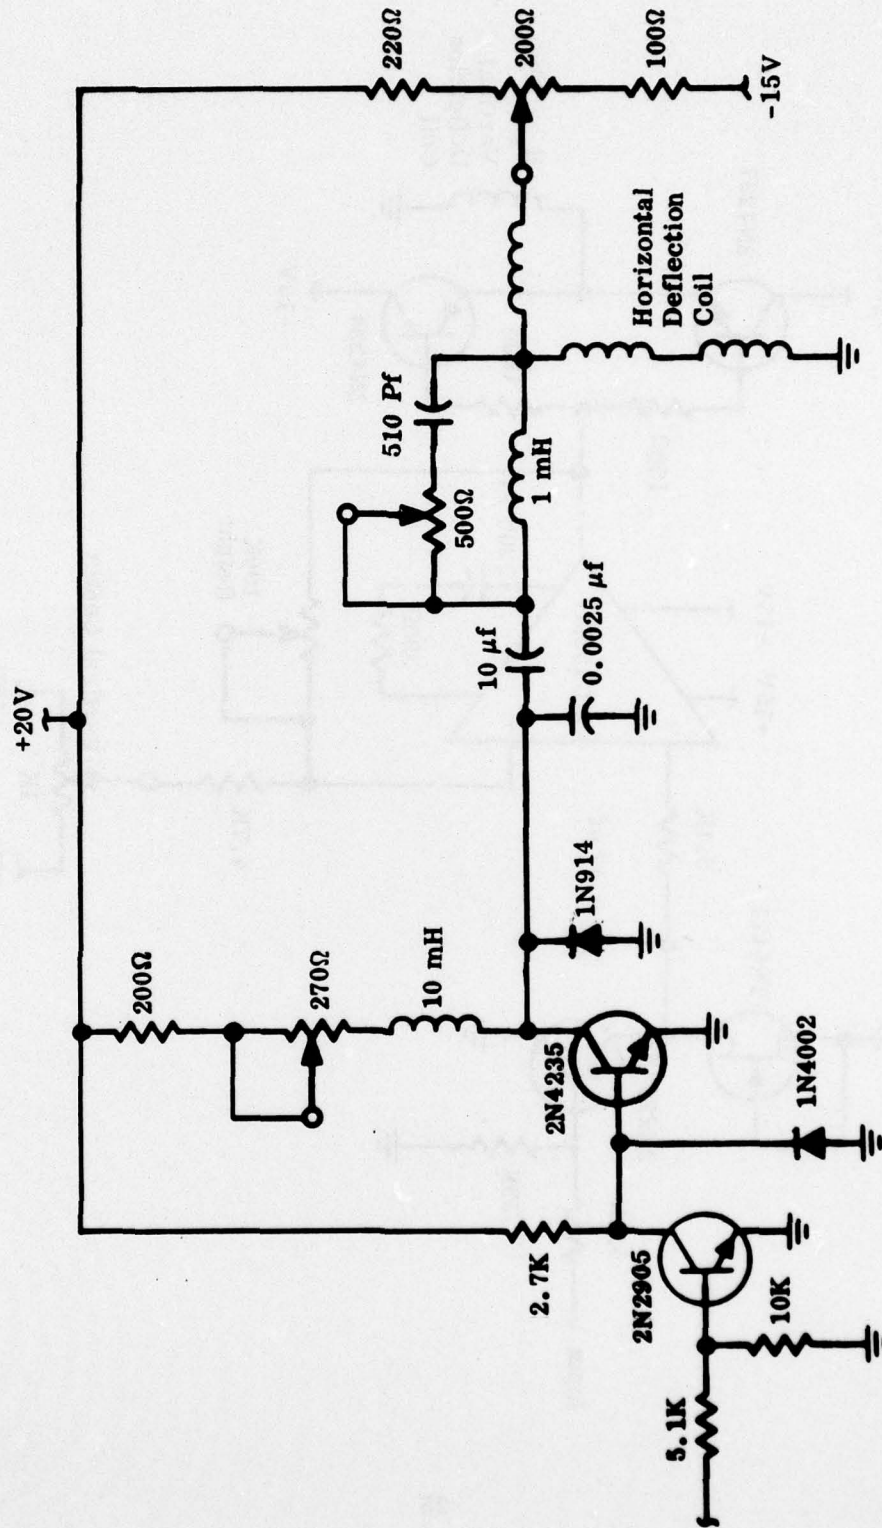 +20V
220Ω
200Ω
100Ω
-15V
Horizontal
Deflection
Coil
510 Pf
500Ω
1 mH
10 µf
0.0025 µf
200Ω
270Ω
10 mH
1N914
2N4235
1N4002
2.7K
2N2905
10K
5.1K